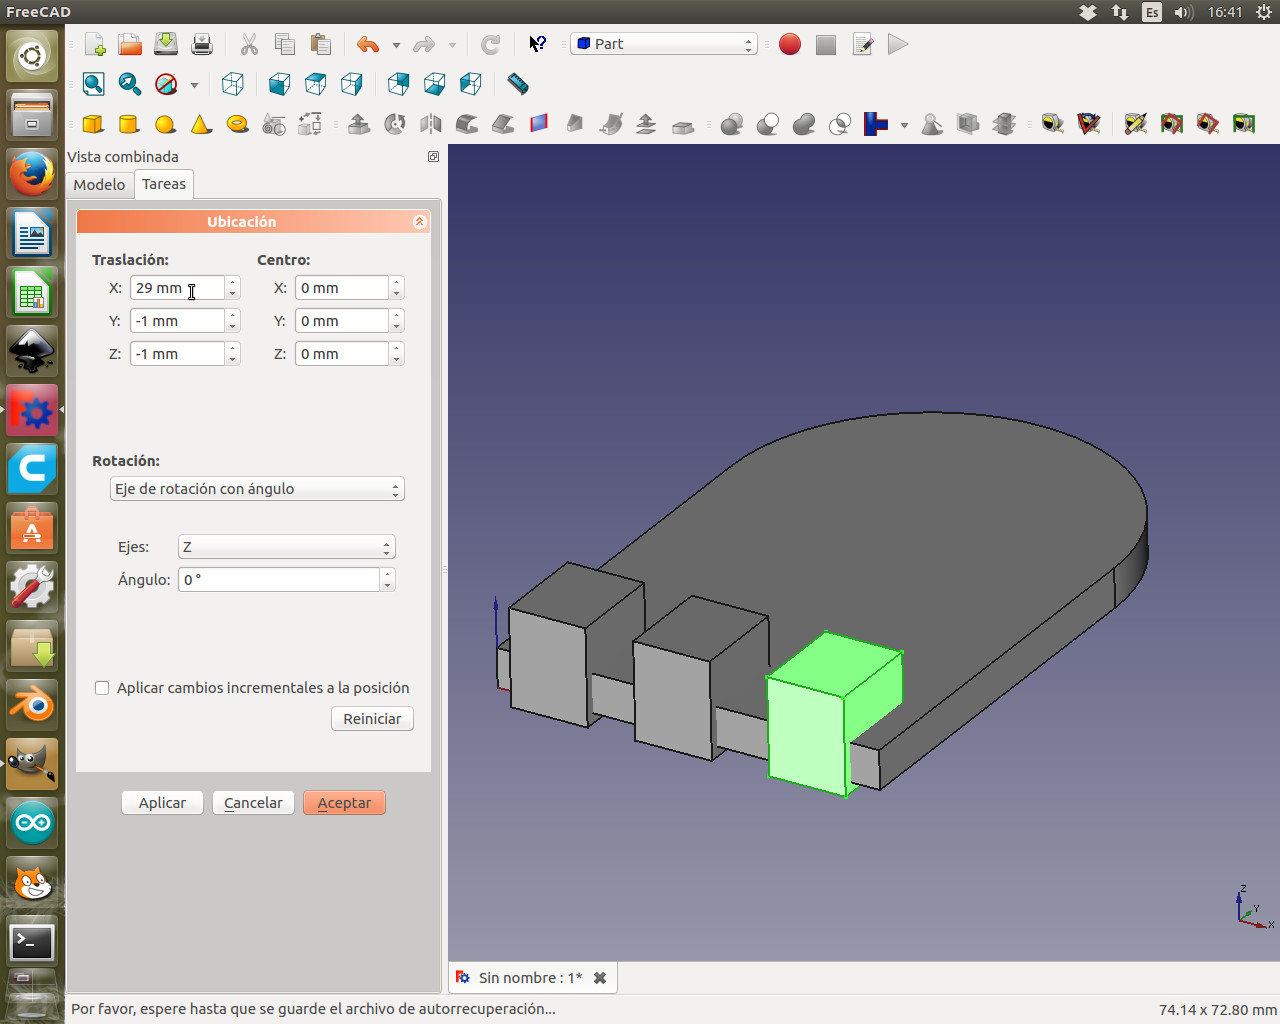 FreeCAD
Es
16:41
Part
Vista combinada
Modelo
Tareas
Ubicación
Traslación:
Centro:
X: 29 mm
X: 0 mm
Y: -1 mm
Y: 0 mm
Z: -1 mm
Z: 0 mm
Rotación:
Eje de rotación con ángulo
Ejes: Z
Ángulo: 0 °
Aplicar cambios incrementales a la posición
Reiniciar
Aplicar
Cancelar
Aceptar
Z
Y
X
Sin nombre : 1*
Por favor, espere hasta que se guarde el archivo de autorrecuperación...
74.14 x 72.80 mm